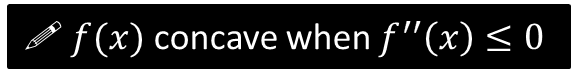 f(x) concave when f′′(x) ≤ 0